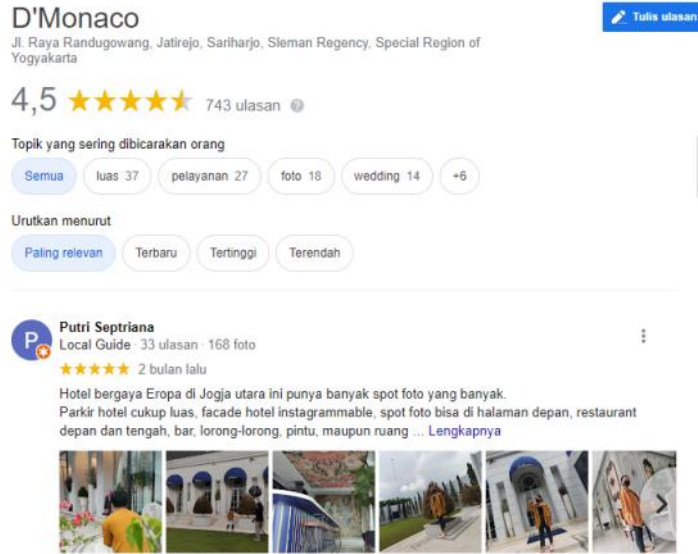 D'Monaco
Tulis ulasan
Jl. Raya Randugowang, Jatirejo, Sariharjo, Sleman Regency, Special Region of
Yogyakarta
4,5 743 ulasan
Topik yang sering dibicarakan orang
Semua luas 37 pelayanan 27 foto 18 wedding 14 +6
Urutkan menurut
Paling relevan Terbaru Tertinggi Terendah
P
Putri Septriana
Local Guide · 33 ulasan · 168 foto
2 bulan lalu
Hotel bergaya Eropa di Jogja utara ini punya banyak spot foto yang banyak.
Parkir hotel cukup luas, facade hotel instagrammable, spot foto bisa di halaman depan, restaurant
depan dan tengah, bar, lorong-lorong, pintu, maupun ruang ... Lengkapnya